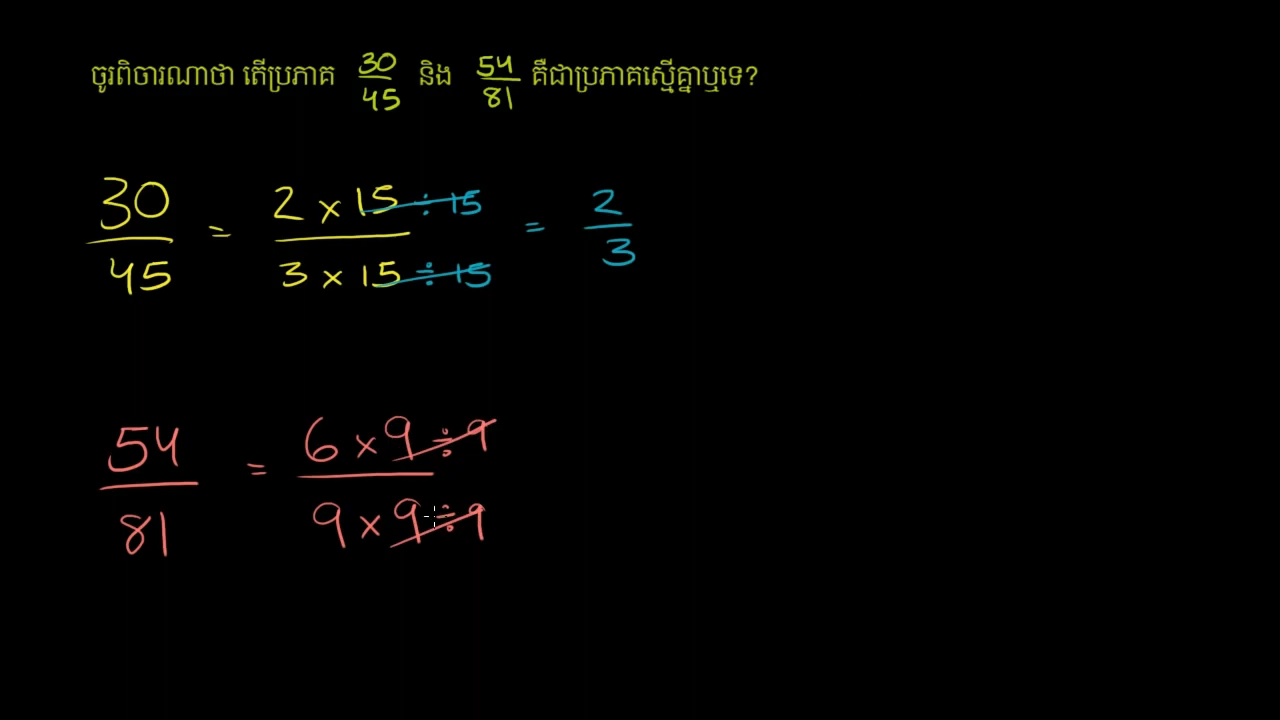 ចូរពិចារណាថា តើប្រភាគ 30/45 និង 54/81 គឺជាប្រភាគស្មើគ្នាឬទេ?
30/45 = 2 × 15 ÷ 15 / 3 × 15 ÷ 15 = 2/3
54/81 = 6 × 9 ÷ 9 / 9 × 9 ÷ 9